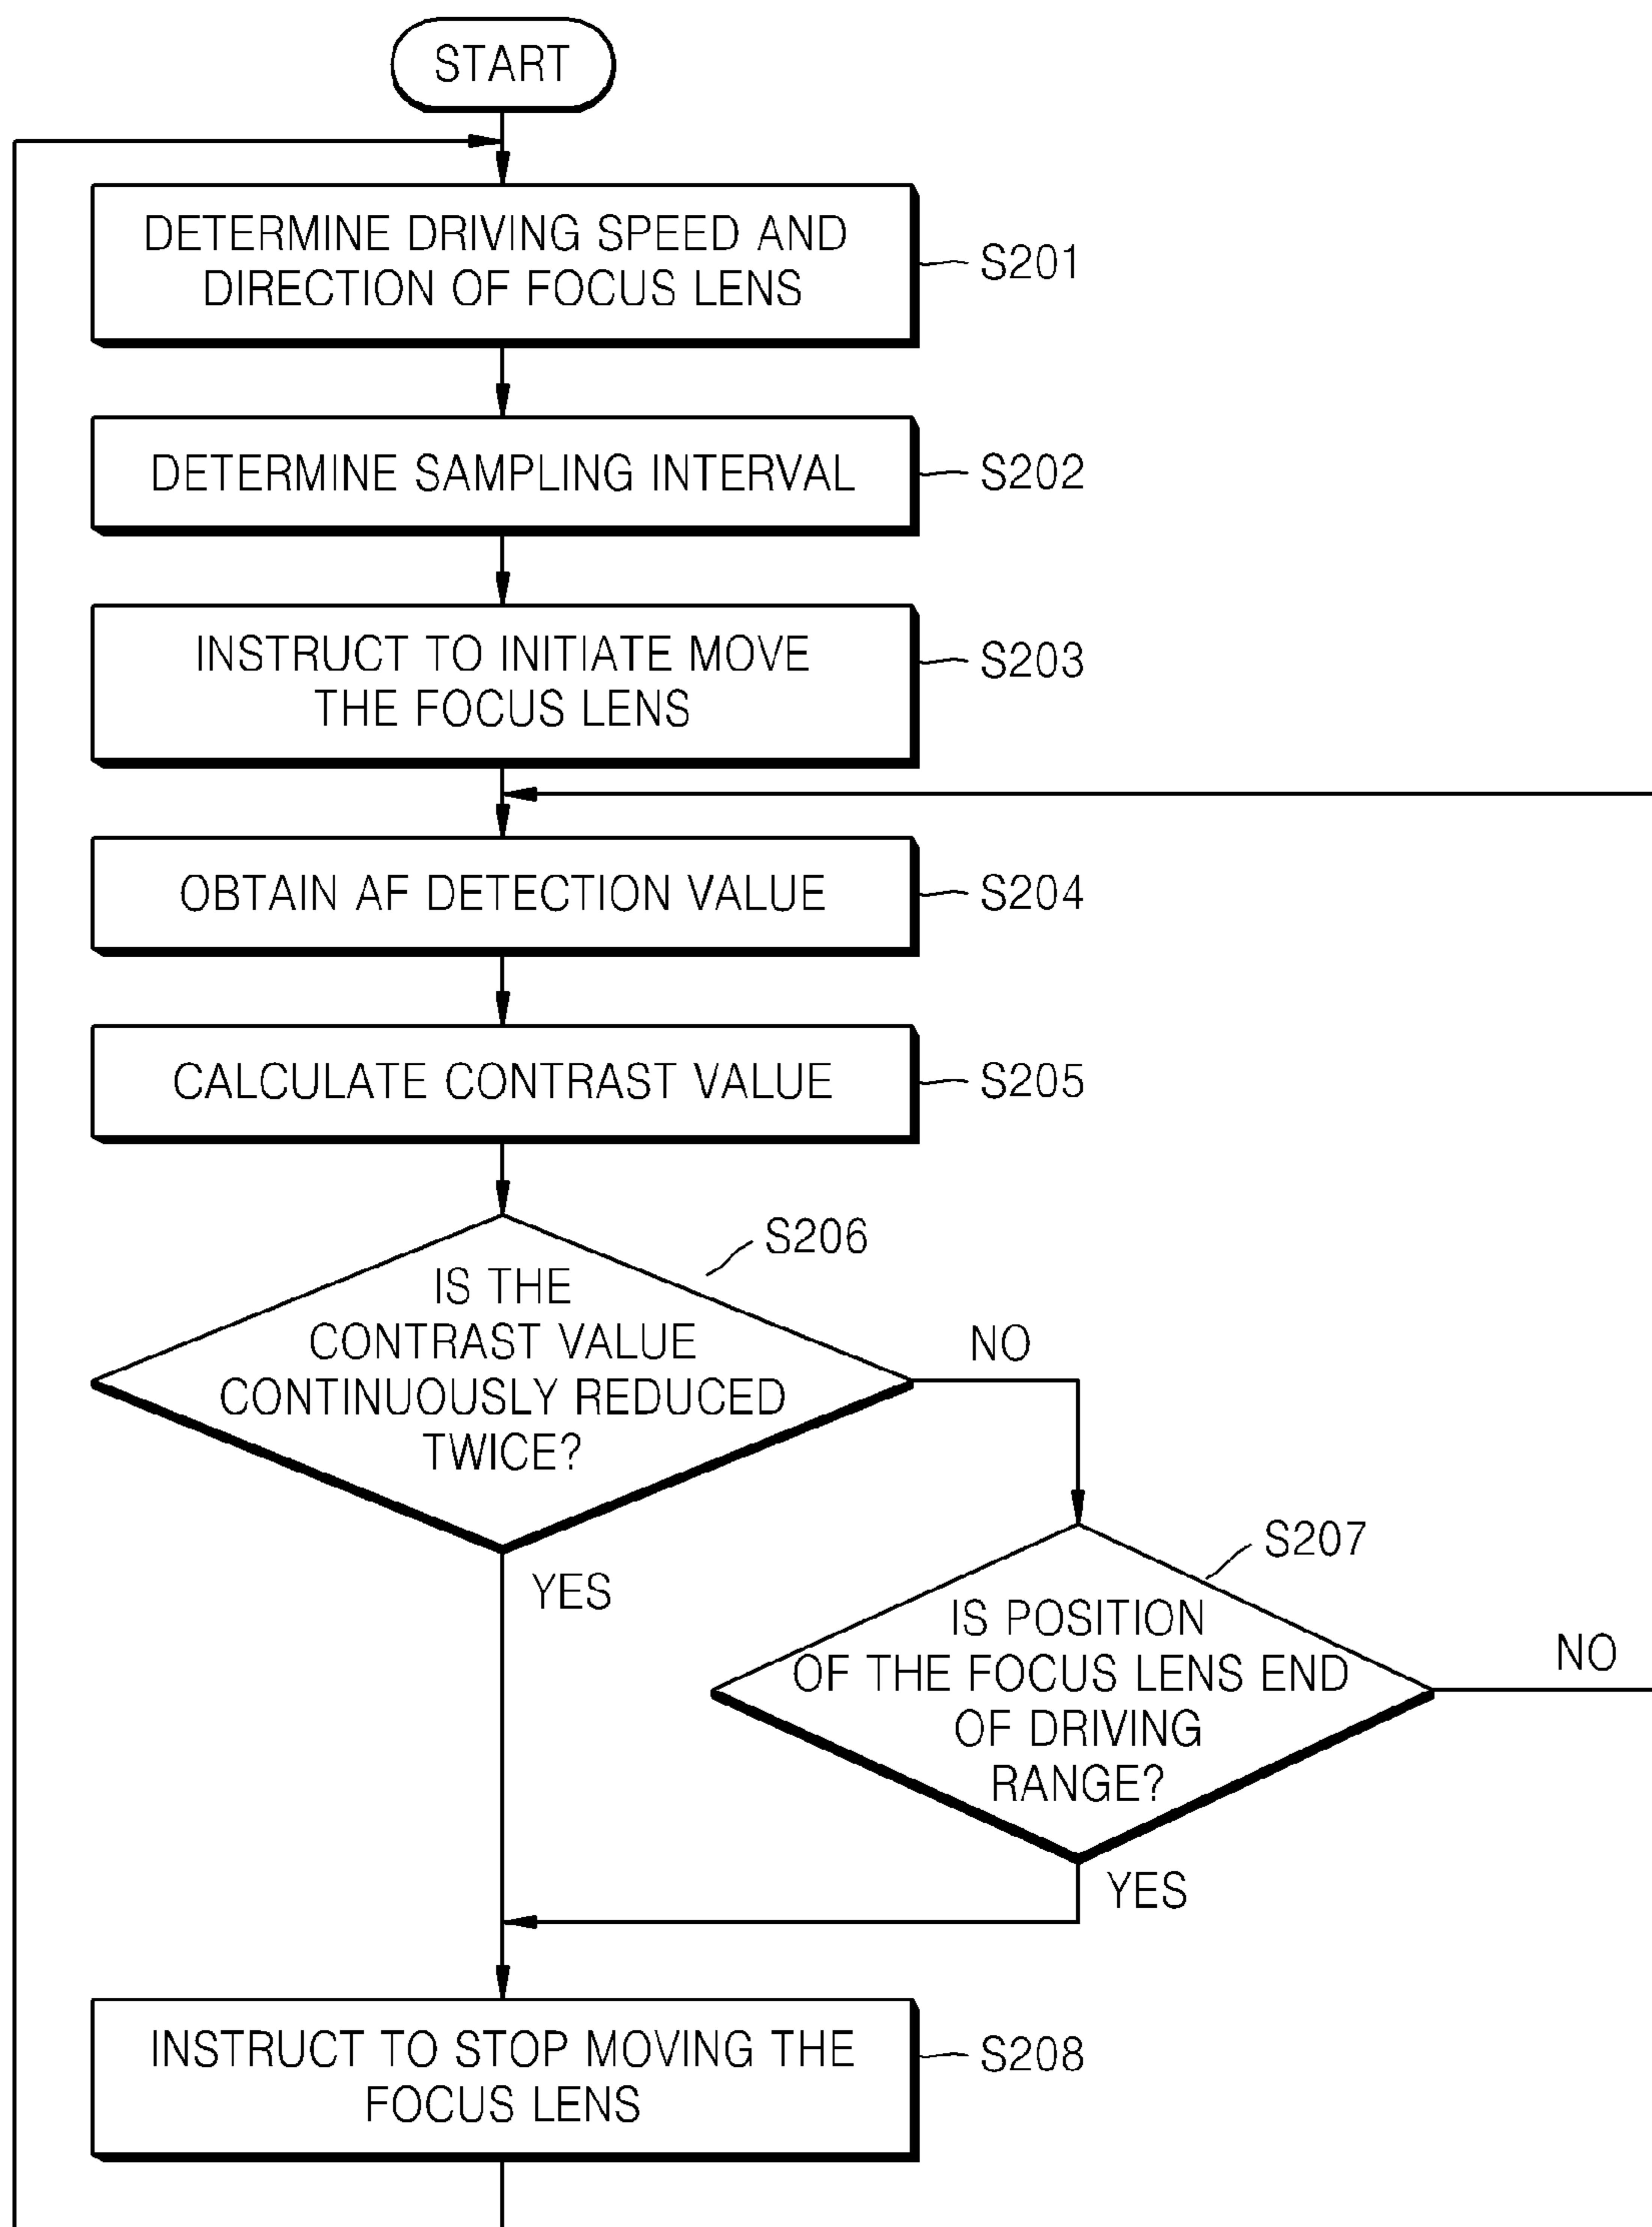 START
DETERMINE DRIVING SPEED AND
DIRECTION OF FOCUS LENS
S201
DETERMINE SAMPLING INTERVAL
S202
INSTRUCT TO INITIATE MOVE
THE FOCUS LENS
S203
OBTAIN AF DETECTION VALUE
S204
CALCULATE CONTRAST VALUE
S205
S206
IS THE
CONTRAST VALUE
CONTINUOUSLY REDUCED
TWICE?
NO
YES
S207
IS POSITION
OF THE FOCUS LENS END
OF DRIVING
RANGE?
NO
YES
INSTRUCT TO STOP MOVING THE
FOCUS LENS
S208